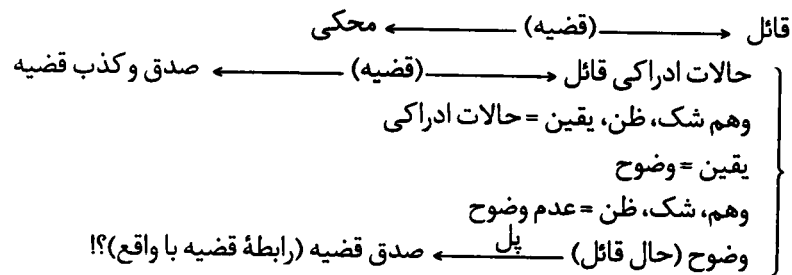 قائل ⟷ (قضیه) ⟶ محکی
حالات ادراکی قائل ⟷ (قضیه) ⟶ صدق و کذب قضیه
وهم شک، ظن، یقین = حالات ادراکی
یقین = وضوح
وهم، شک، ظن = عدم وضوح
وضوح (حال قائل) پل ⟶ صدق قضیه (رابطهٔ قضیه با واقع)؟!